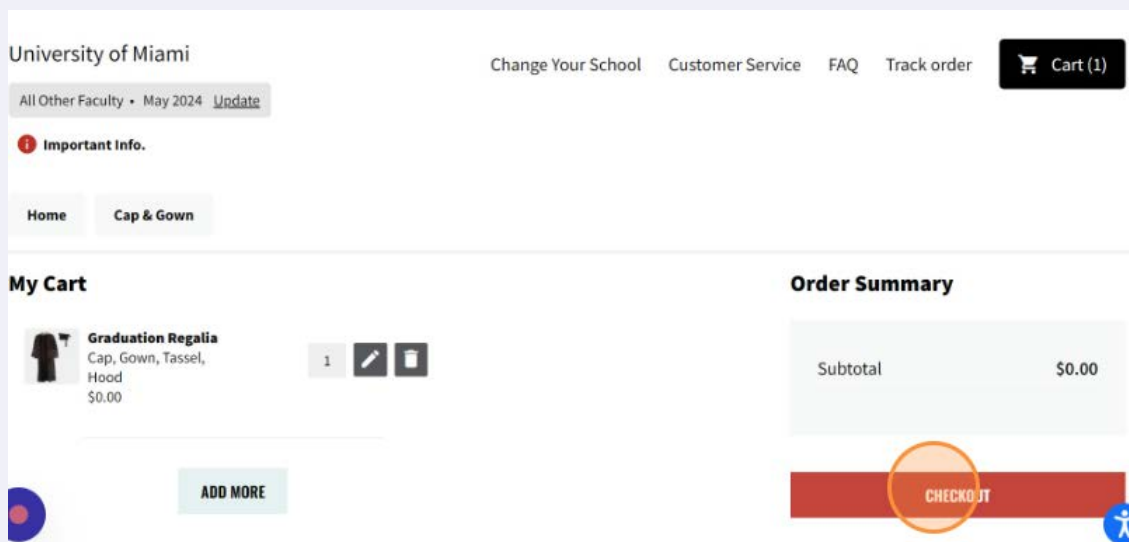 University of Miami
Change Your School Customer Service FAQ Track order Cart (1)
All Other Faculty • May 2024 Update
Important Info.
Home Cap & Gown
My Cart
Graduation Regalia
Cap, Gown, Tassel,
Hood
$0.00
1
ADD MORE
Order Summary
Subtotal $0.00
CHECKOUT